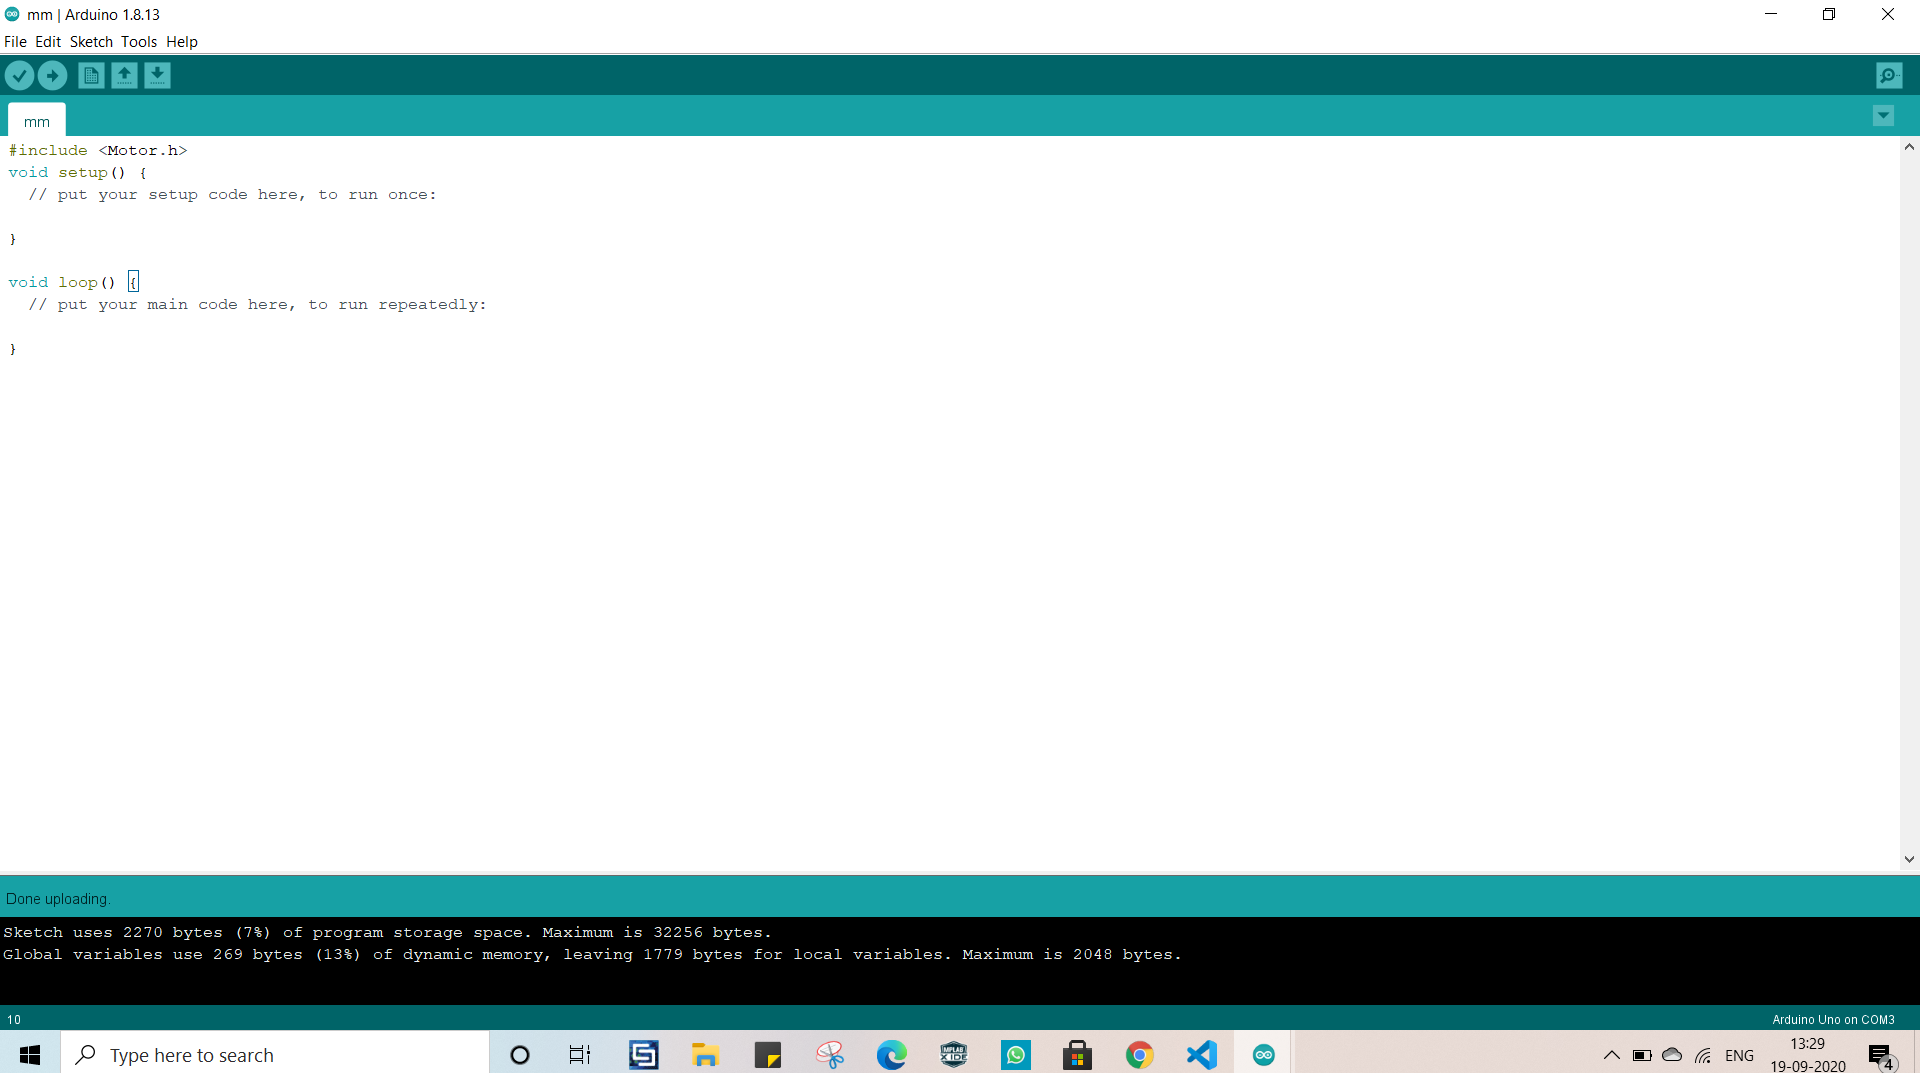 mm | Arduino 1.8.13
File Edit Sketch Tools Help
mm
#include <Motor.h>
void setup() {
  // put your setup code here, to run once:
}
void loop() {
  // put your main code here, to run repeatedly:
}
Done uploading.
Sketch uses 2270 bytes (7%) of program storage space. Maximum is 32256 bytes.
Global variables use 269 bytes (13%) of dynamic memory, leaving 1779 bytes for local variables. Maximum is 2048 bytes.
10
Arduino Uno on COM3
Type here to search
MPLAB
X IDE
ENG
13:29
19-09-2020
4